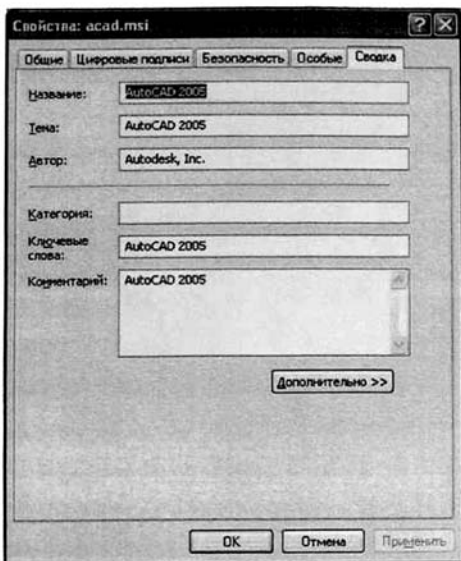 Свойства: acad.msi
Общие Цифровые подписи Безопасность Особые Сводка
Название: AutoCAD 2005
Тема: AutoCAD 2005
Автор: Autodesk, Inc.
Категория:
Ключевые
слова: AutoCAD 2005
Комментарий: AutoCAD 2005
Дополнительно >>
OK Отмена Применить